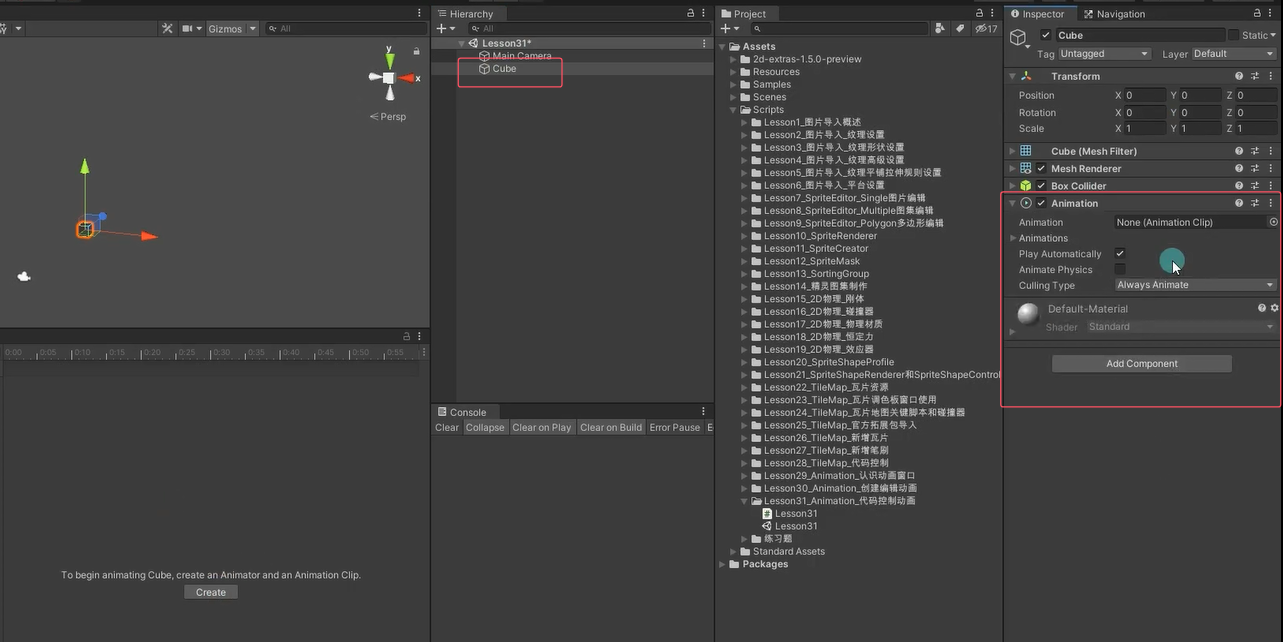 Gizmos
All
y
x
Persp
0:00 0:05 0:10 0:15 0:20 0:25 0:30 0:35 0:40 0:45 0:50 0:55
To begin animating Cube, create an Animator and an Animation Clip.
Create
Hierarchy
All
Lesson31*
Main Camera
Cube
Console
Clear Collapse Clear on Play Clear on Build Error Pause E
Project
17
Assets
2d-extras-1.5.0-preview
Resources
Samples
Scenes
Scripts
Lesson1_图片导入概述
Lesson2_图片导入_纹理设置
Lesson3_图片导入_纹理形状设置
Lesson4_图片导入_纹理高级设置
Lesson5_图片导入_纹理平铺拉伸规则设置
Lesson6_图片导入_平台设置
Lesson7_SpriteEditor_Single图片编辑
Lesson8_SpriteEditor_Multiple图集编辑
Lesson9_SpriteEditor_Polygon多边形编辑
Lesson10_SpriteRenderer
Lesson11_SpriteCreator
Lesson12_SpriteMask
Lesson13_SortingGroup
Lesson14_精灵图集制作
Lesson15_2D物理_刚体
Lesson16_2D物理_碰撞器
Lesson17_2D物理_物理材质
Lesson18_2D物理_恒定力
Lesson19_2D物理_效应器
Lesson20_SpriteShapeProfile
Lesson21_SpriteShapeRenderer和SpriteShapeControl
Lesson22_TileMap_瓦片资源
Lesson23_TileMap_瓦片调色板窗口使用
Lesson24_TileMap_瓦片地图关键脚本和碰撞器
Lesson25_TileMap_官方拓展包导入
Lesson26_TileMap_新增瓦片
Lesson27_TileMap_新增笔刷
Lesson28_TileMap_代码控制
Lesson29_Animation_认识动画窗口
Lesson30_Animation_创建编辑动画
Lesson31_Animation_代码控制动画
Lesson31
Lesson31
练习题
Standard Assets
Packages
Inspector Navigation
Cube Static
Tag Untagged Layer Default
Transform
Position X 0 Y 0 Z 0
Rotation X 0 Y 0 Z 0
Scale X 1 Y 1 Z 1
Cube (Mesh Filter)
Mesh Renderer
Box Collider
Animation
Animation None (Animation Clip)
Animations
Play Automatically
Animate Physics
Culling Type Always Animate
Default-Material
Shader Standard
Add Component